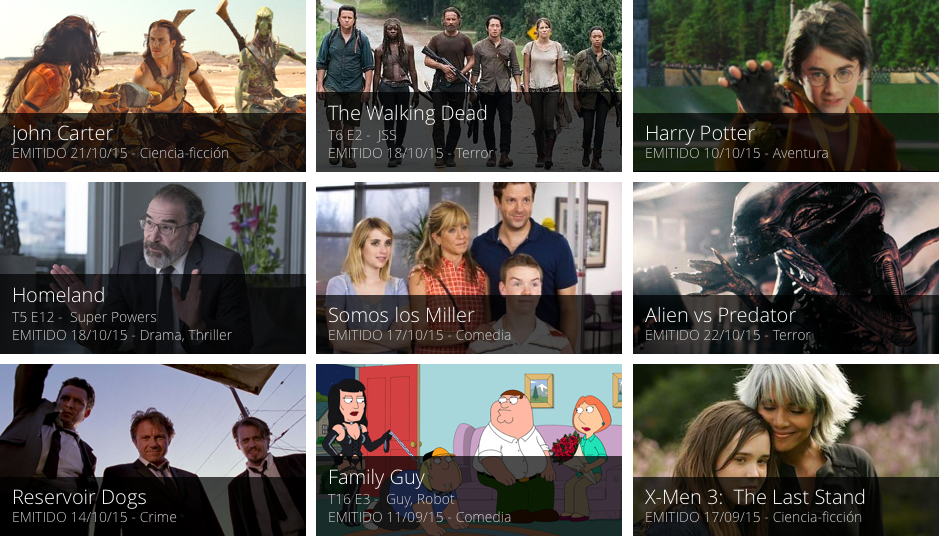 john Carter
EMITIDO 21/10/15 - Ciencia-ficción
The Walking Dead
T6 E2 - JSS
EMITIDO 18/10/15 - Terror
Harry Potter
EMITIDO 10/10/15 - Aventura
Homeland
T5 E12 - Super Powers
EMITIDO 18/10/15 - Drama, Thriller
Somos los Miller
EMITIDO 17/10/15 - Comedia
Alien vs Predator
EMITIDO 22/10/15 - Terror
Reservoir Dogs
EMITIDO 14/10/15 - Crime
Family Guy
T16 E3 - Guy, Robot
EMITIDO 11/09/15 - Comedia
X-Men 3: The Last Stand
EMITIDO 17/09/15 - Ciencia-ficción